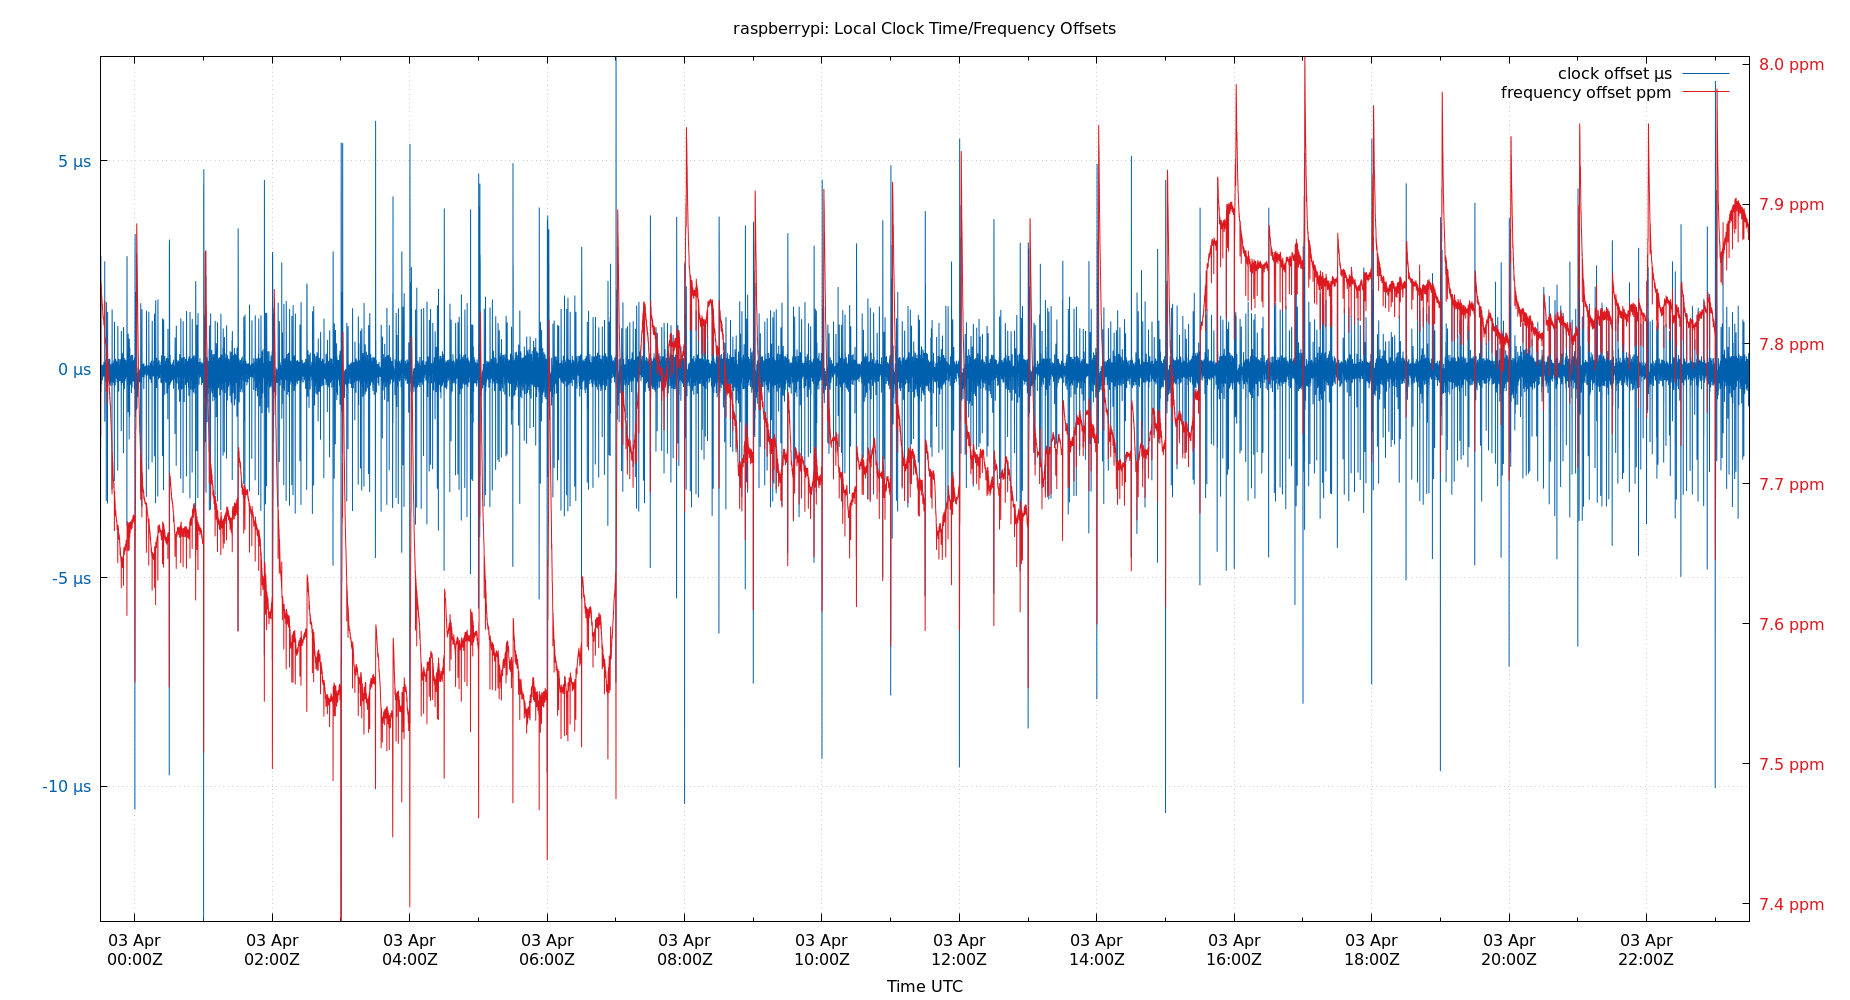 raspberrypi: Local Clock Time/Frequency Offsets
clock offset µs
frequency offset ppm
5 µs
0 µs
-5 µs
-10 µs
8.0 ppm
7.9 ppm
7.8 ppm
7.7 ppm
7.6 ppm
7.5 ppm
7.4 ppm
03 Apr 03 Apr 03 Apr 03 Apr 03 Apr 03 Apr 03 Apr 03 Apr 03 Apr 03 Apr 03 Apr 03 Apr
00:00Z 02:00Z 04:00Z 06:00Z 08:00Z 10:00Z 12:00Z 14:00Z 16:00Z 18:00Z 20:00Z 22:00Z
Time UTC